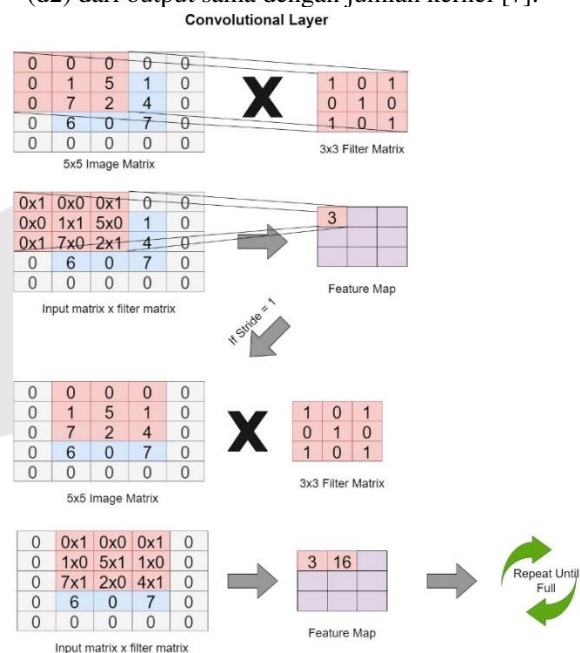 (d2) dari output sama dengan jumlah kernel [7].
Convolutional Layer
0 0 0 0 0
0 1 5 1 0
0 7 2 4 0
0 6 0 7 0
0 0 0 0 0
5x5 Image Matrix
X
1 0 1
0 1 0
1 0 1
3x3 Filter Matrix
0x1 0x0 0x1 0 0
0x0 1x1 5x0 1 0
0x1 7x0 2x1 4 0
0 6 0 7 0
0 0 0 0 0
Input matrix x filter matrix
3
Feature Map
If Stride = 1
0 0 0 0 0
0 1 5 1 0
0 7 2 4 0
0 6 0 7 0
0 0 0 0 0
5x5 Image Matrix
X
1 0 1
0 1 0
1 0 1
3x3 Filter Matrix
0 0x1 0x0 0x1 0
0 1x0 5x1 1x0 0
0 7x1 2x0 4x1 0
0 6 0 7 0
0 0 0 0 0
Input matrix x filter matrix
3 16
Feature Map
Repeat Until
Full